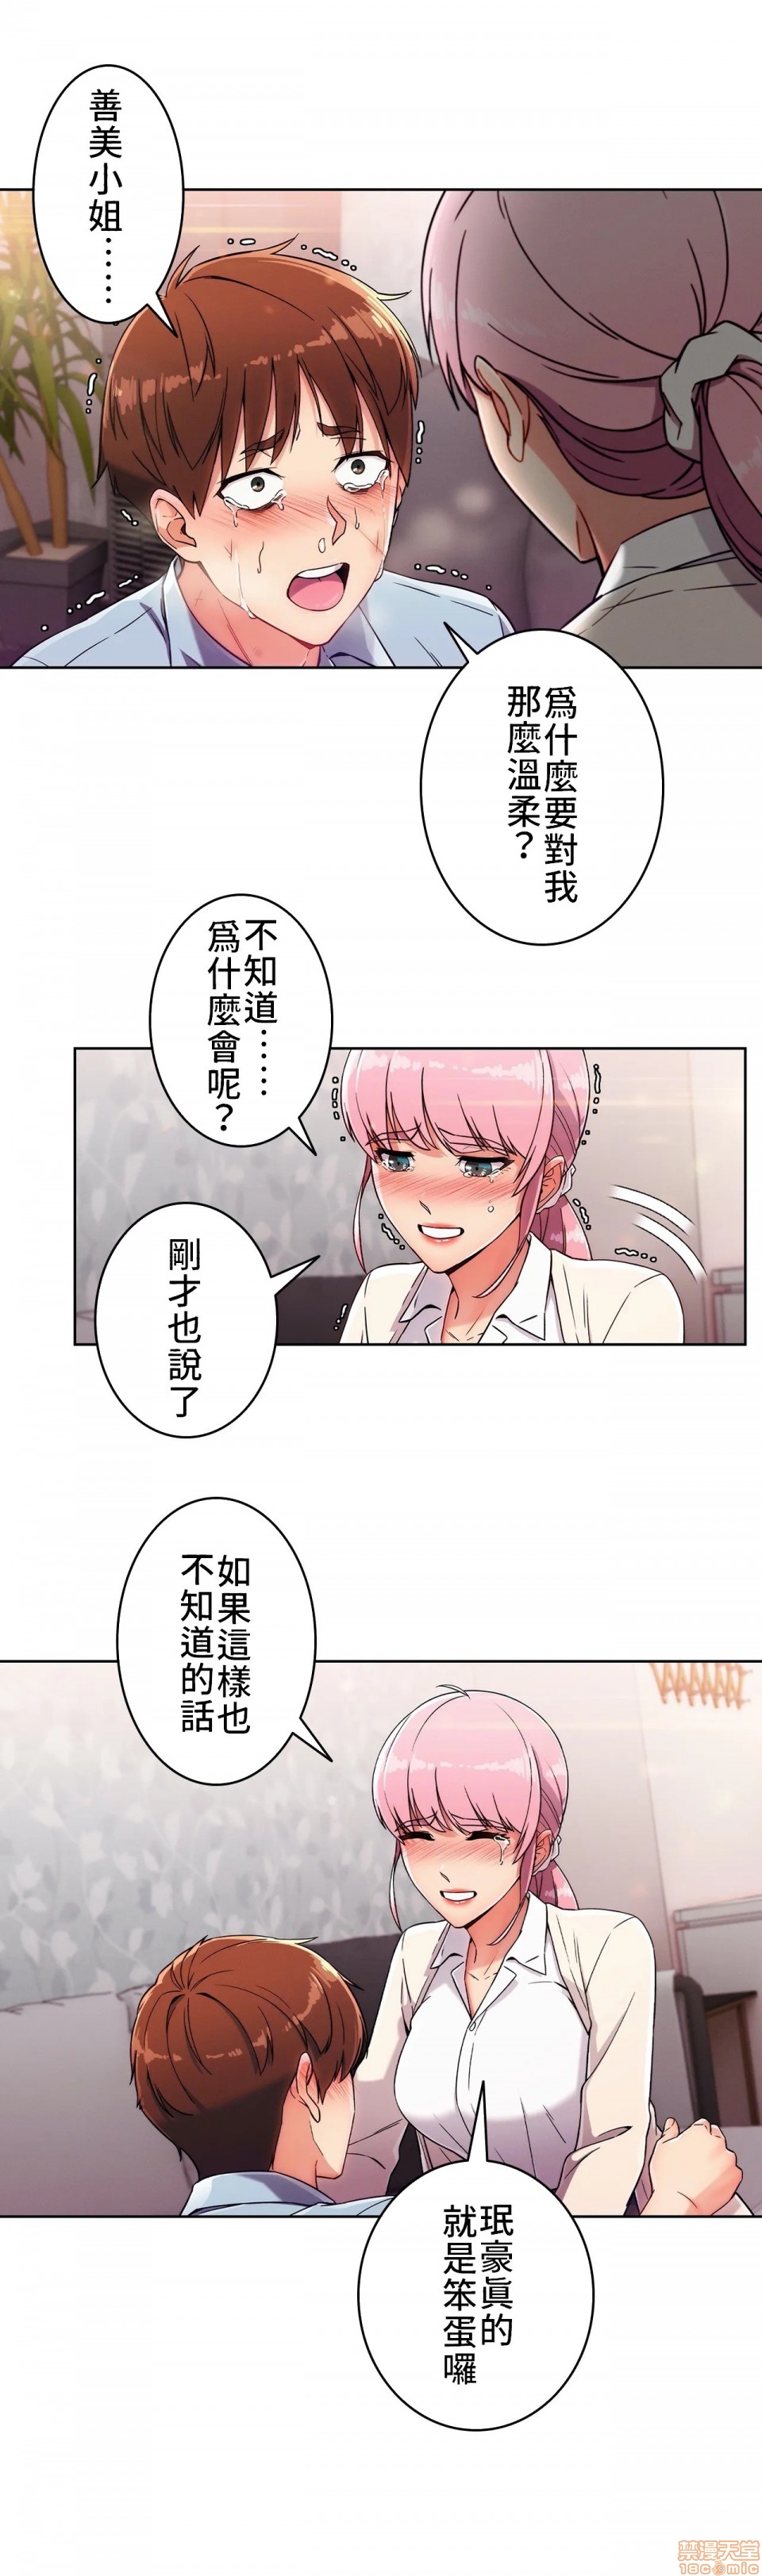 善美小姐……
爲什麼要對我
那麼溫柔？
不知道……
爲什麼會呢？
剛才也說了
如果這樣也
不知道的話
珉豪眞的
就是笨蛋囉
禁漫天堂
18comic